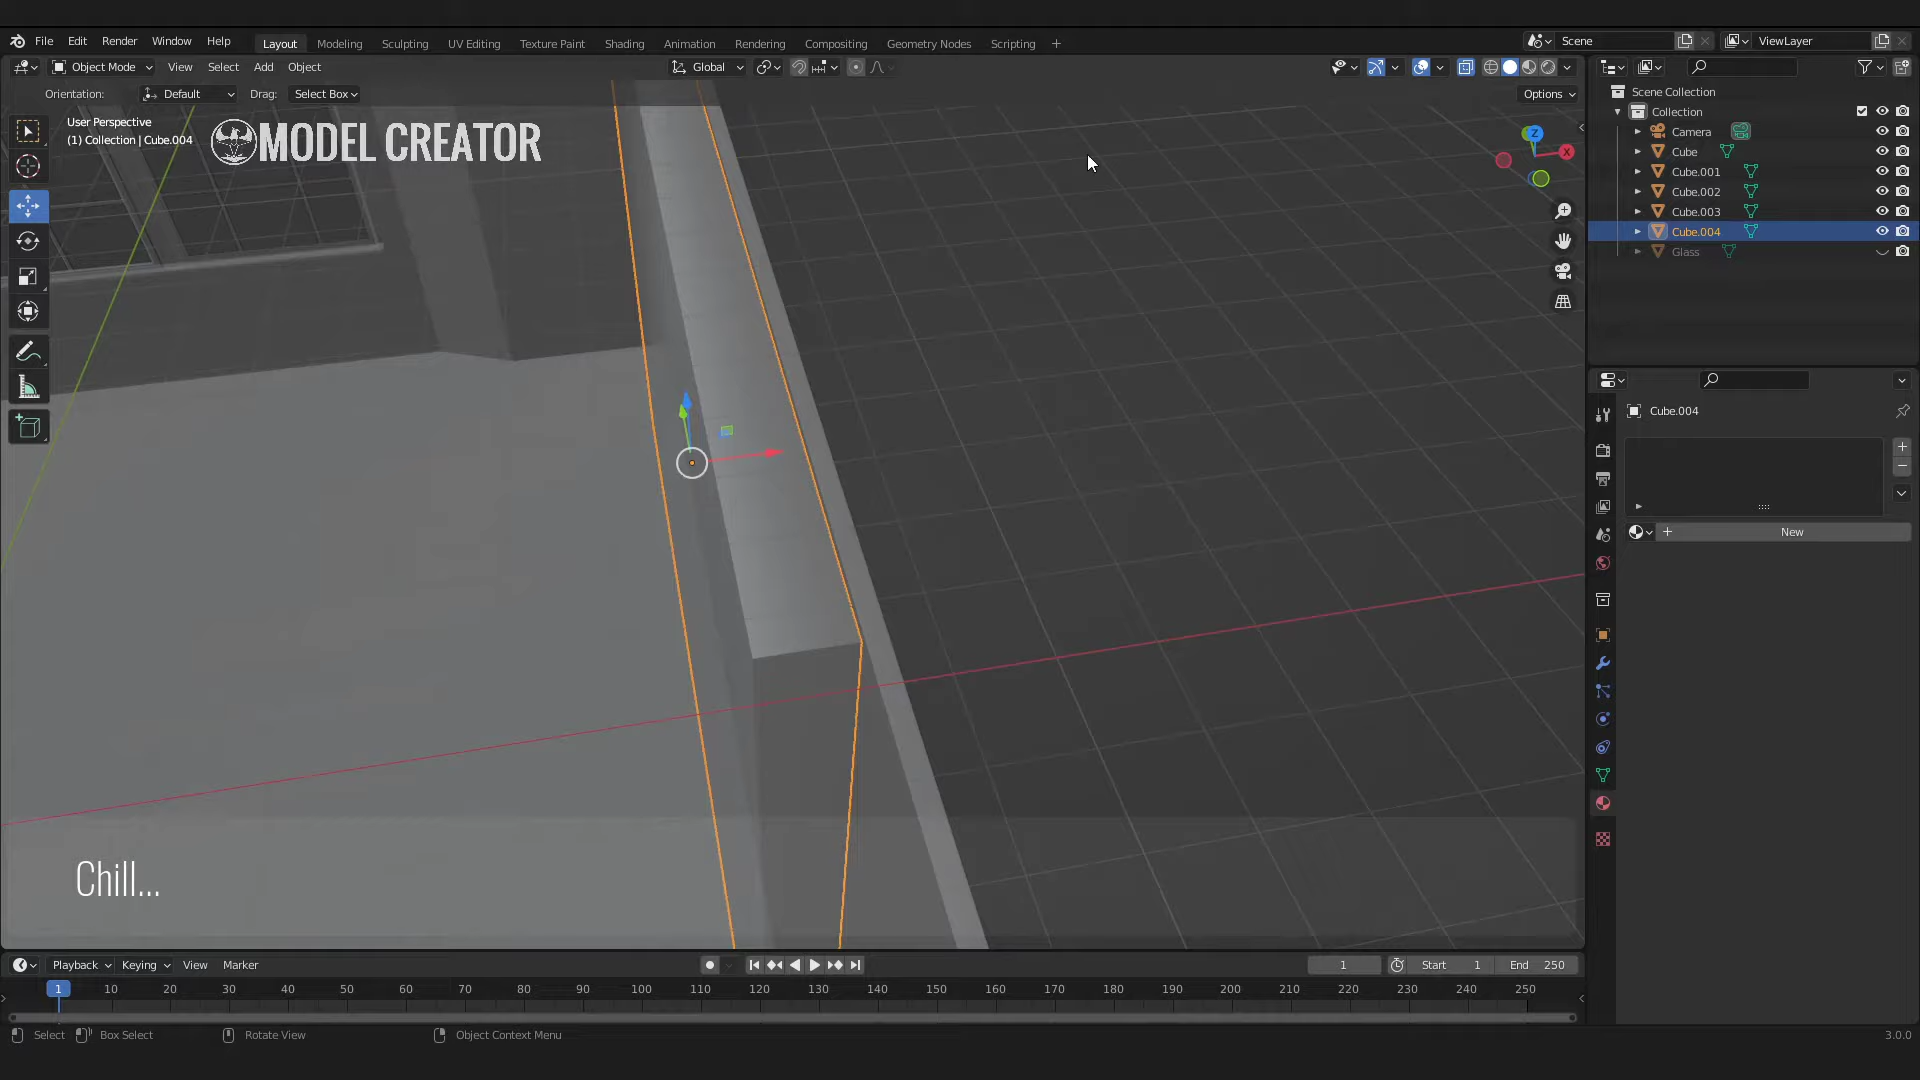 File Edit Render Window Help Layout Modeling Sculpting UV Editing Texture Paint Shading Animation Rendering Compositing Geometry Nodes Scripting + Scene ViewLayer
Object Mode View Select Add Object Global
Orientation: Default Drag: Select Box Options
User Perspective
(1) Collection | Cube.004
MODEL CREATOR
Z
X
Scene Collection
Collection
Camera
Cube
Cube.001
Cube.002
Cube.003
Cube.004
Glass
Cube.004
+ New
Chill...
Playback Keying View Marker 1 Start 1 End 250
1 10 20 30 40 50 60 70 80 90 100 110 120 130 140 150 160 170 180 190 200 210 220 230 240 250
Select Box Select Rotate View Object Context Menu 3.0.0